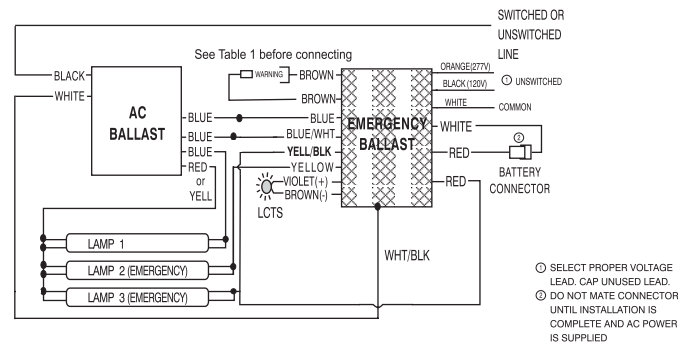 SWITCHED OR
UNSWITCHED
LINE
See Table 1 before connecting
BLACK
WHITE
AC
BALLAST
BLUE
BLUE
BLUE
RED
or
YELL
WARNING
BROWN
BROWN
BLUE
BLUE/WHT
YELL/BLK
YELLOW
VIOLET(+)
BROWN(-)
LCTS
EMERGENCY
BALLAST
ORANGE(277V)
BLACK (120V)
① UNSWITCHED
WHITE
COMMON
WHITE
RED
RED
②
BATTERY
CONNECTOR
WHT/BLK
LAMP 1
LAMP 2 (EMERGENCY)
LAMP 3 (EMERGENCY)
① SELECT PROPER VOLTAGE
LEAD. CAP UNUSED LEAD.
② DO NOT MATE CONNECTOR
UNTIL INSTALLATION IS
COMPLETE AND AC POWER
IS SUPPLIED